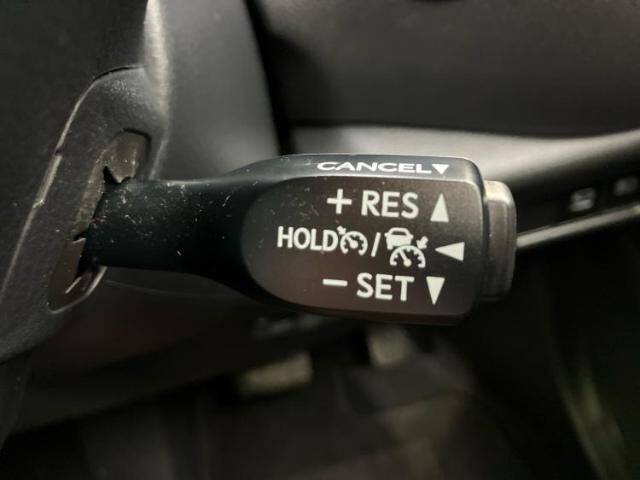 CANCEL▼
+ RES ▲
HOLD / ◀
− SET ▼